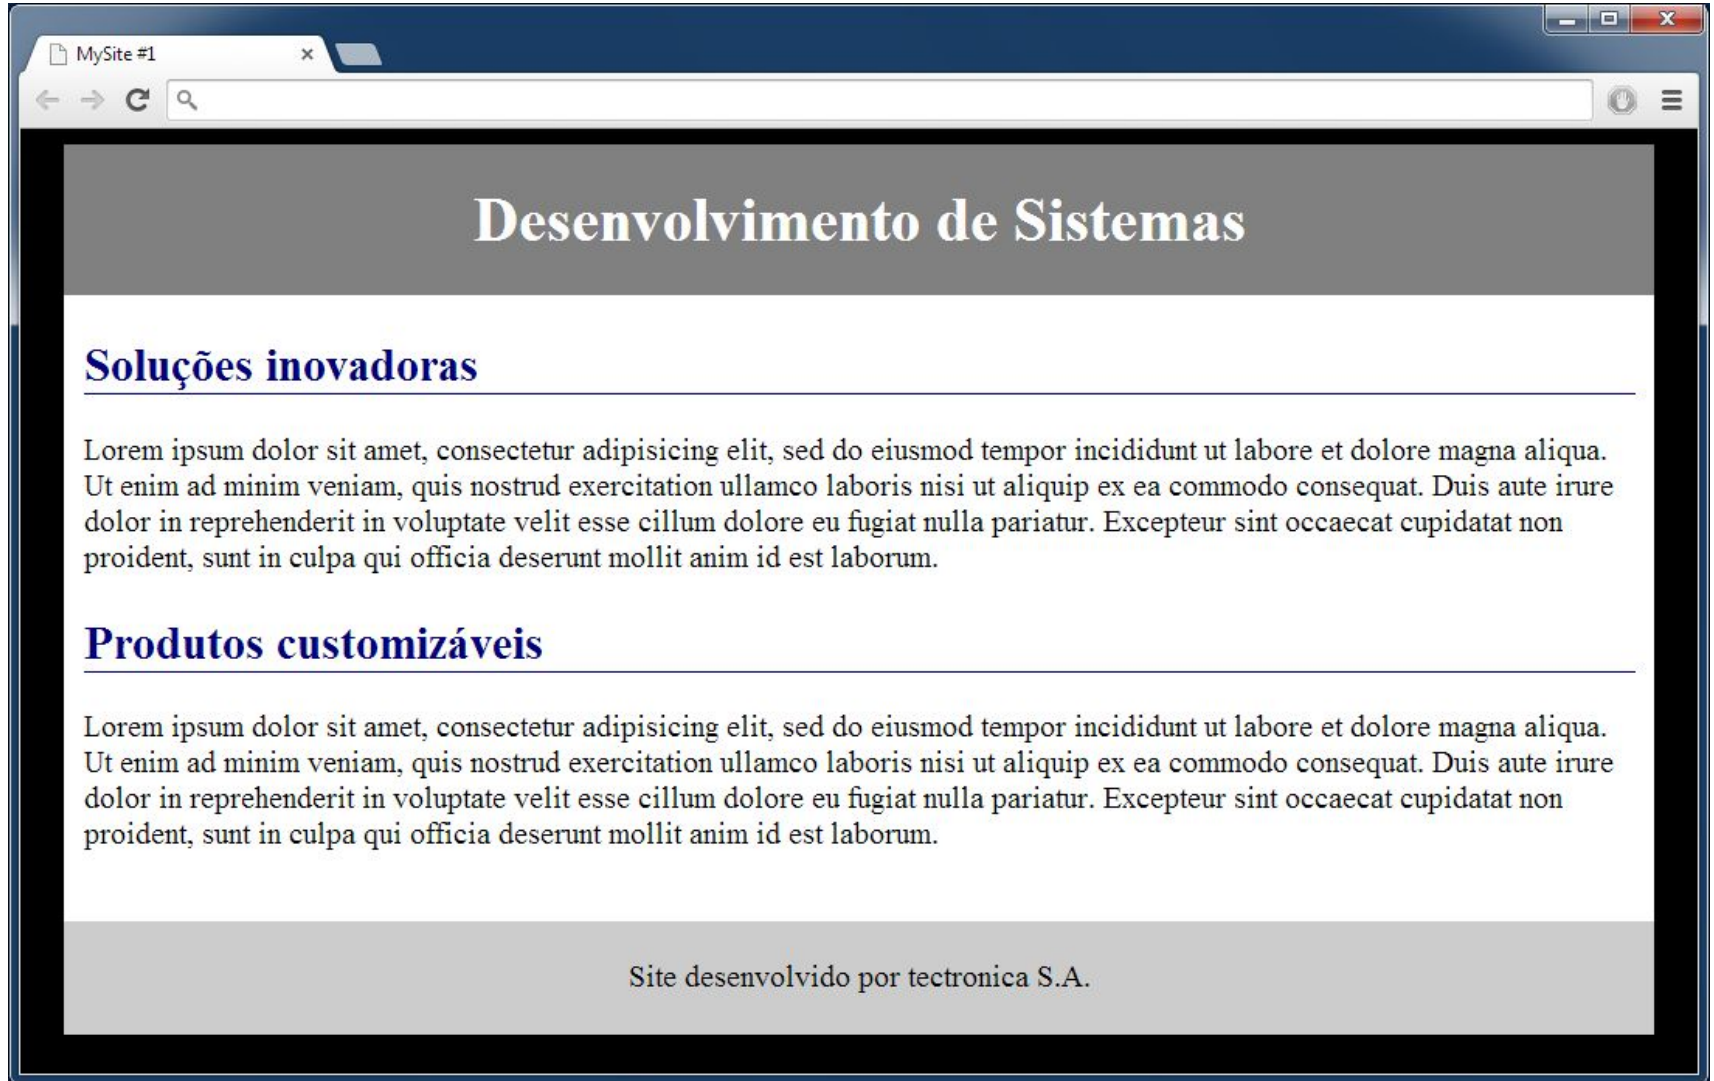 MySite #1
Desenvolvimento de Sistemas
Soluções inovadoras
Lorem ipsum dolor sit amet, consectetur adipisicing elit, sed do eiusmod tempor incididunt ut labore et dolore magna aliqua.
Ut enim ad minim veniam, quis nostrud exercitation ullamco laboris nisi ut aliquip ex ea commodo consequat. Duis aute irure
dolor in reprehenderit in voluptate velit esse cillum dolore eu fugiat nulla pariatur. Excepteur sint occaecat cupidatat non
proident, sunt in culpa qui officia deserunt mollit anim id est laborum.
Produtos customizáveis
Lorem ipsum dolor sit amet, consectetur adipisicing elit, sed do eiusmod tempor incididunt ut labore et dolore magna aliqua.
Ut enim ad minim veniam, quis nostrud exercitation ullamco laboris nisi ut aliquip ex ea commodo consequat. Duis aute irure
dolor in reprehenderit in voluptate velit esse cillum dolore eu fugiat nulla pariatur. Excepteur sint occaecat cupidatat non
proident, sunt in culpa qui officia deserunt mollit anim id est laborum.
Site desenvolvido por tectronica S.A.